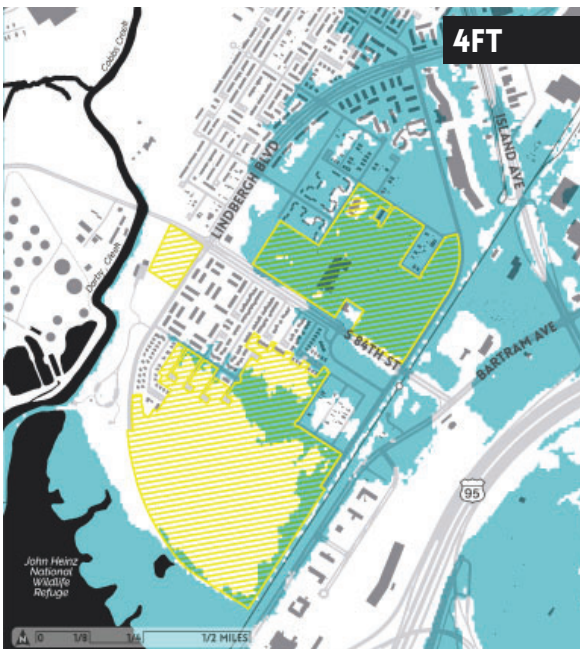 4FT
Cobbs Creek
ISLAND AVE
LINDBERGH BLVD
Darby Creek
S 84TH ST
BARTRAM AVE
95
John Heinz
National
Wildlife
Refuge
N 0 1/8 1/4 1/2 MILES